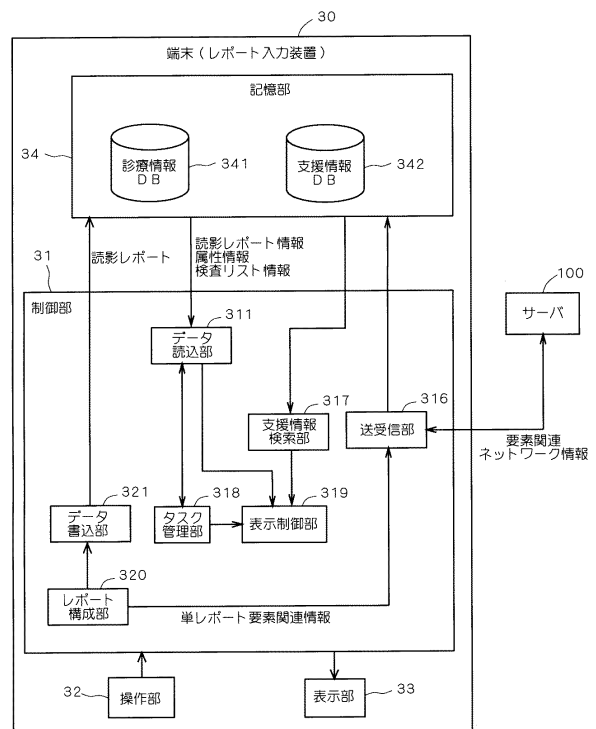 30
端末(レポート入力装置)
記憶部
34
診療情報
DB
341
支援情報
DB
342
読影レポート
読影レポート情報
属性情報
検査リスト情報
31
制御部
311
データ
読込部
100
サーバ
317
支援情報
検索部
316
送受信部
要素関連
ネットワーク情報
321
データ
書込部
318
タスク
管理部
319
表示制御部
320
レポート
構成部
単レポート要素関連情報
32
操作部
表示部
33